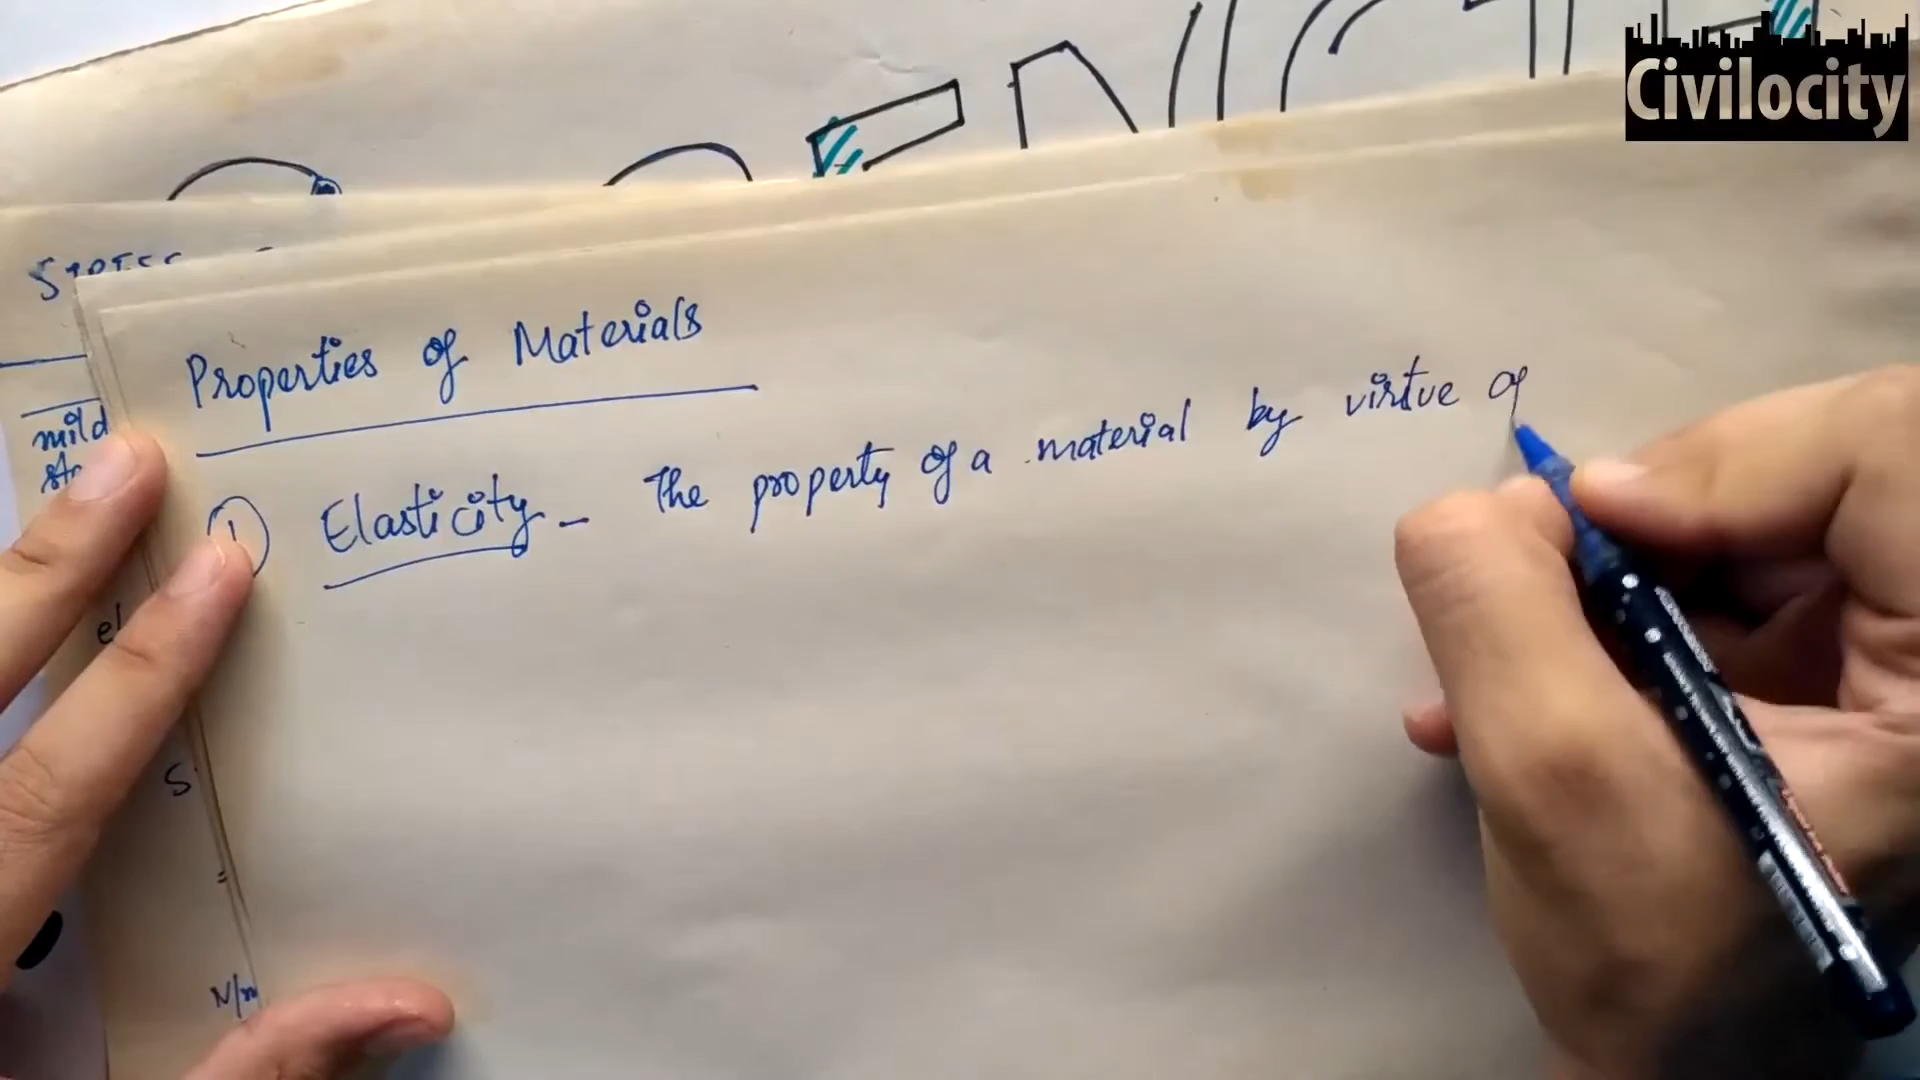 Civilocity
Properties of Materials
1 Elasticity - The property of a material by virtue of
mild
N/m